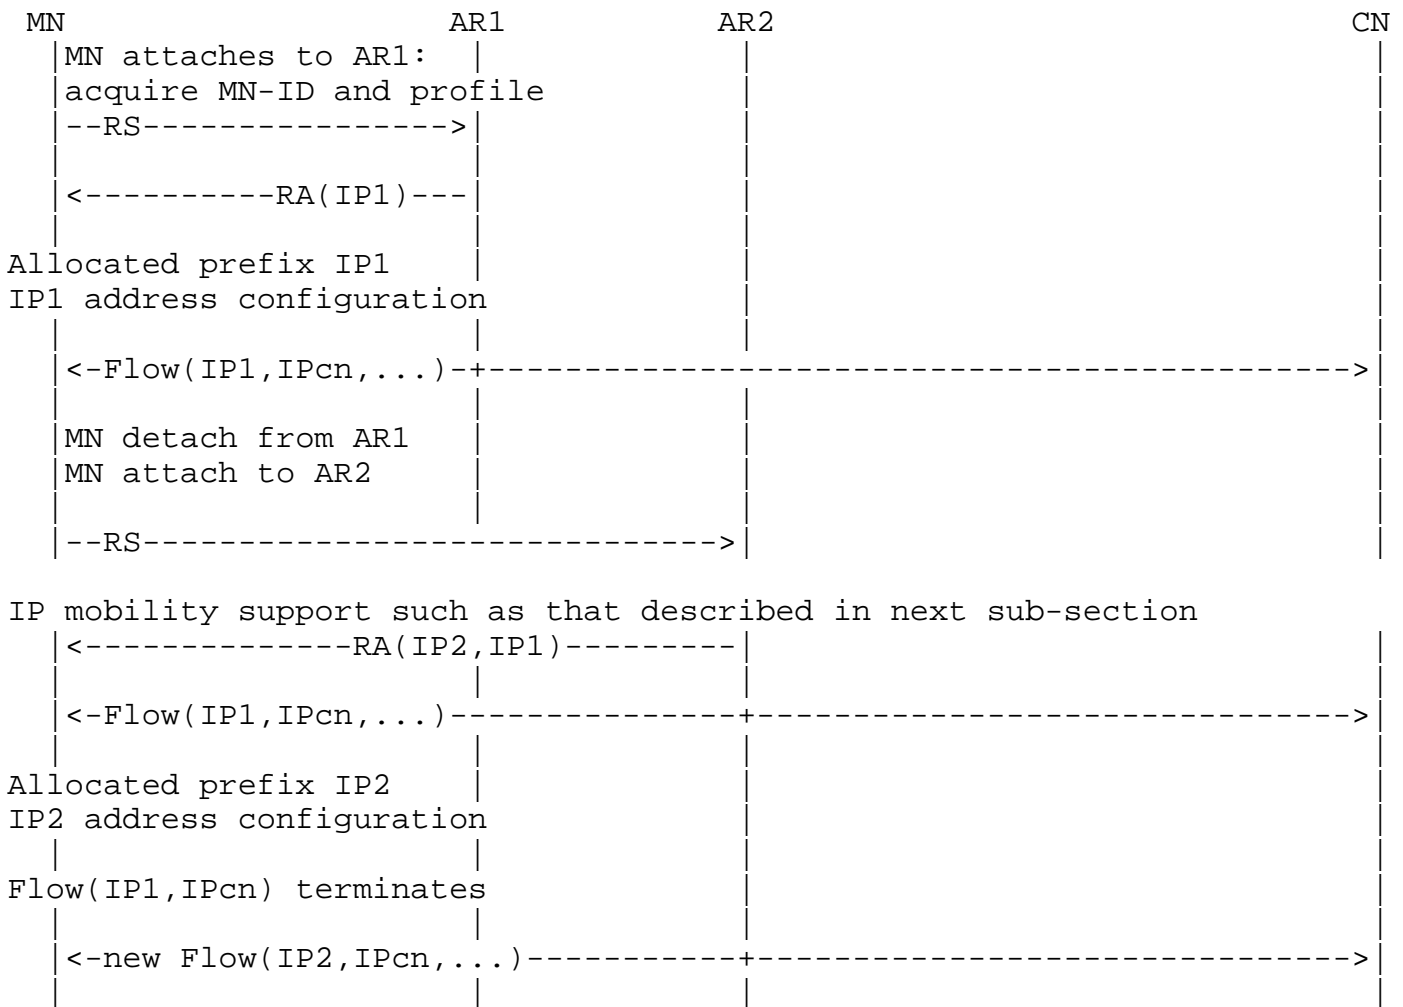 MN AR1 AR2 CN
|MN attaches to AR1: | | |
|acquire MN-ID and profile | |
|--RS---------------->| | |
| | | |
|<----------RA(IP1)---| | |
| | | |
Allocated prefix IP1 | | |
IP1 address configuration | |
| | | |
|<-Flow(IP1,IPcn,...)-+--------------------------------------------->|
| | | |
|MN detach from AR1 | | |
|MN attach to AR2 | | |
| | | |
|--RS------------------------------>| |
IP mobility support such as that described in next sub-section
|<--------------RA(IP2,IP1)---------| |
| | | |
|<-Flow(IP1,IPcn,...)---------------+------------------------------->|
| | | |
Allocated prefix IP2 | | |
IP2 address configuration | |
| | | |
Flow(IP1,IPcn) terminates | |
| | | |
|<-new Flow(IP2,IPcn,...)-----------+------------------------------->|
| | | |